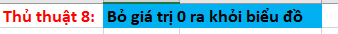 Thủ thuật 8: Bỏ giá trị 0 ra khỏi biểu đồ